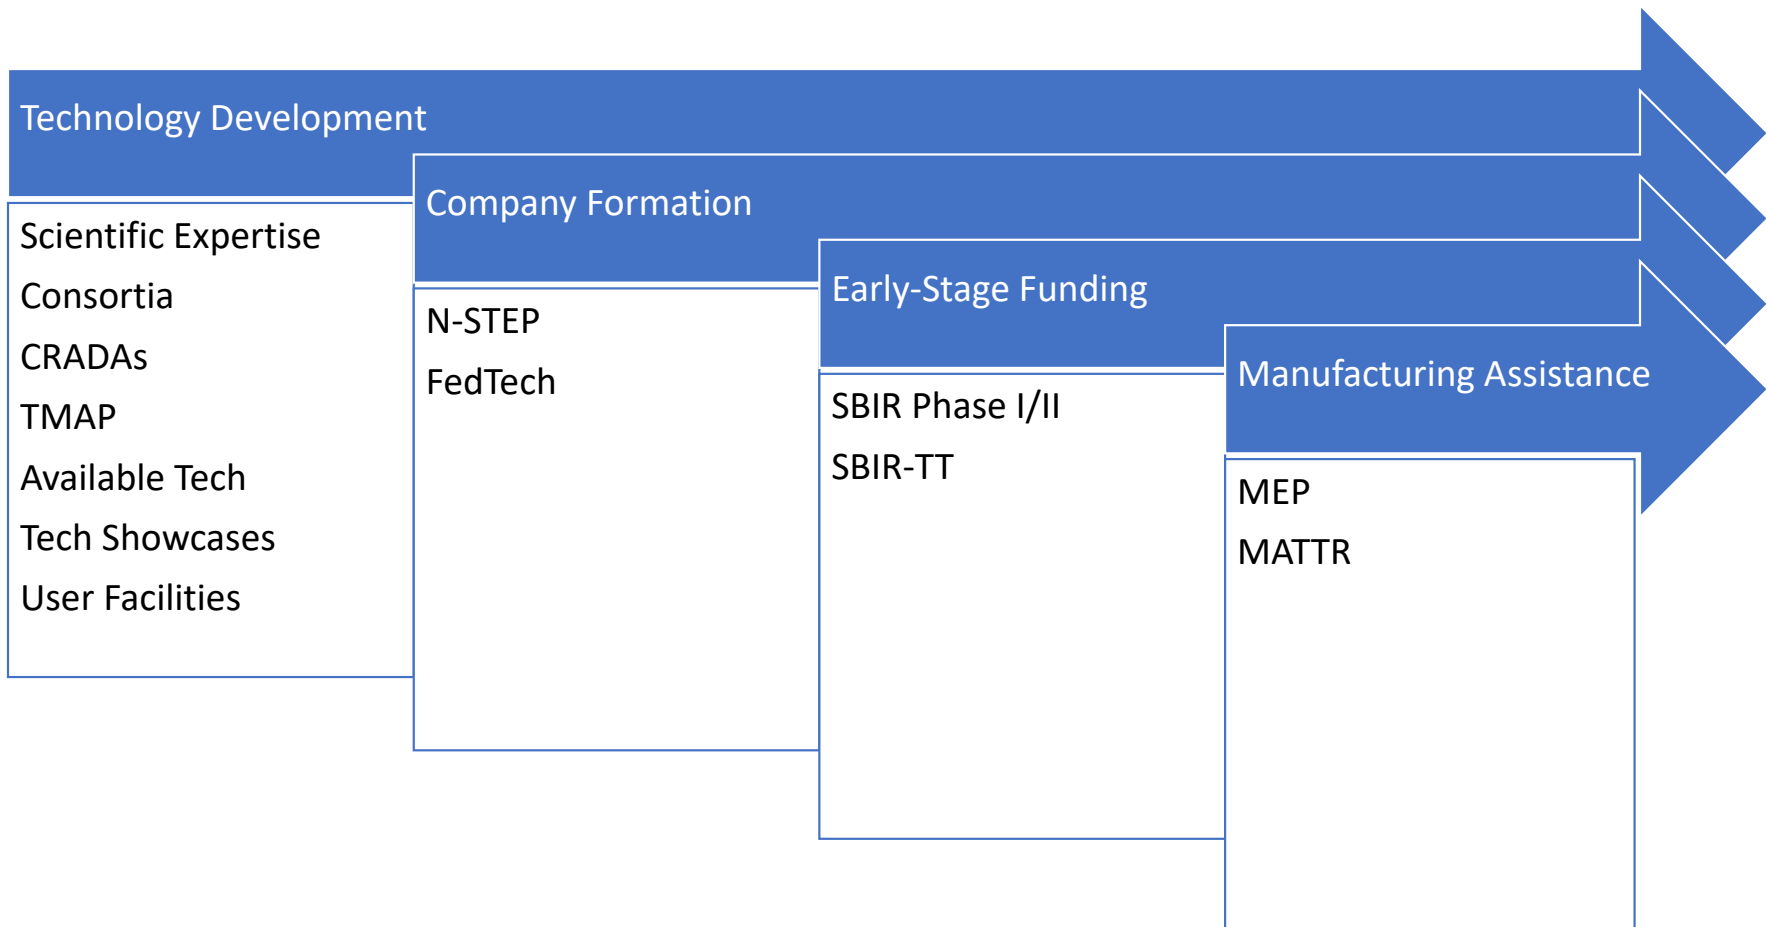 Technology Development
Scientific Expertise
Consortia
CRADAs
TMAP
Available Tech
Tech Showcases
User Facilities
Company Formation
N-STEP
FedTech
Early-Stage Funding
SBIR Phase I/II
SBIR-TT
Manufacturing Assistance
MEP
MATTR